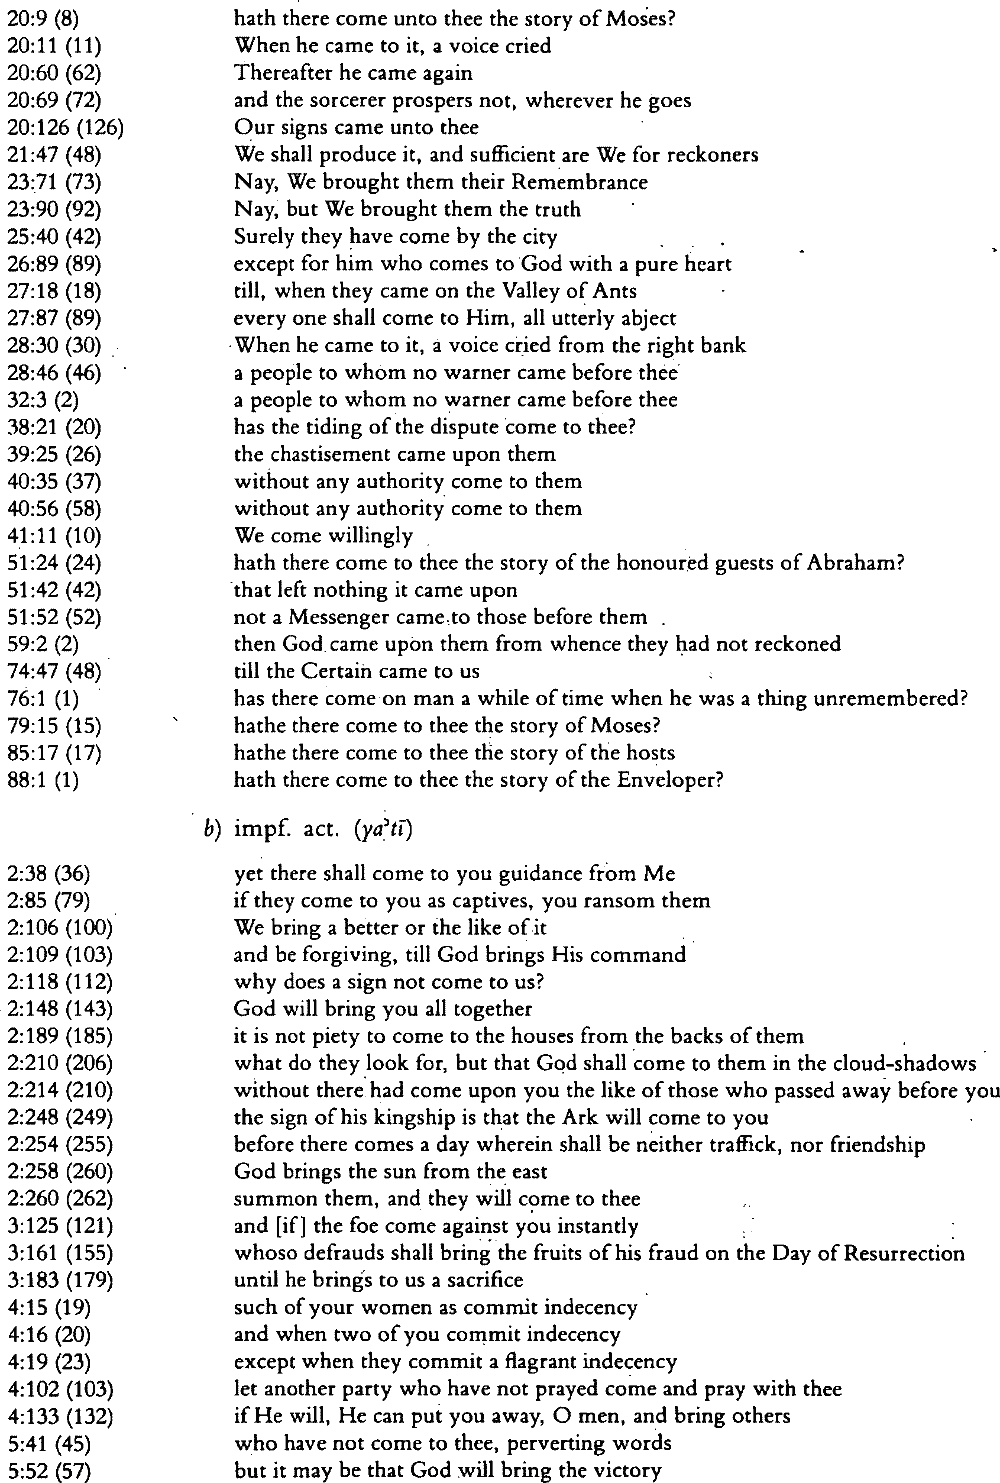 20:9 (8) hath there come unto thee the story of Moses?
20:11 (11) When he came to it, a voice cried
20:60 (62) Thereafter he came again
20:69 (72) and the sorcerer prospers not, wherever he goes
20:126 (126) Our signs came unto thee
21:47 (48) We shall produce it, and sufficient are We for reckoners
23:71 (73) Nay, We brought them their Remembrance
23:90 (92) Nay, but We brought them the truth
25:40 (42) Surely they have come by the city
26:89 (89) except for him who comes to God with a pure heart
27:18 (18) till, when they came on the Valley of Ants
27:87 (89) every one shall come to Him, all utterly abject
28:30 (30) When he came to it, a voice cried from the right bank
28:46 (46) a people to whom no warner came before thee
32:3 (2) a people to whom no warner came before thee
38:21 (20) has the tiding of the dispute come to thee?
39:25 (26) the chastisement came upon them
40:35 (37) without any authority come to them
40:56 (58) without any authority come to them
41:11 (10) We come willingly
51:24 (24) hath there come to thee the story of the honoured guests of Abraham?
51:42 (42) that left nothing it came upon
51:52 (52) not a Messenger came to those before them
59:2 (2) then God came upon them from whence they had not reckoned
74:47 (48) till the Certain came to us
76:1 (1) has there come on man a while of time when he was a thing unremembered?
79:15 (15) hathe there come to thee the story of Moses?
85:17 (17) hathe there come to thee the story of the hosts
88:1 (1) hath there come to thee the story of the Enveloper?
b) impf. act. (yaʾtī)
2:38 (36) yet there shall come to you guidance from Me
2:85 (79) if they come to you as captives, you ransom them
2:106 (100) We bring a better or the like of it
2:109 (103) and be forgiving, till God brings His command
2:118 (112) why does a sign not come to us?
2:148 (143) God will bring you all together
2:189 (185) it is not piety to come to the houses from the backs of them
2:210 (206) what do they look for, but that God shall come to them in the cloud-shadows
2:214 (210) without there had come upon you the like of those who passed away before you
2:248 (249) the sign of his kingship is that the Ark will come to you
2:254 (255) before there comes a day wherein shall be neither traffick, nor friendship
2:258 (260) God brings the sun from the east
2:260 (262) summon them, and they will come to thee
3:125 (121) and [if] the foe come against you instantly
3:161 (155) whoso defrauds shall bring the fruits of his fraud on the Day of Resurrection
3:183 (179) until he brings to us a sacrifice
4:15 (19) such of your women as commit indecency
4:16 (20) and when two of you commit indecency
4:19 (23) except when they commit a flagrant indecency
4:102 (103) let another party who have not prayed come and pray with thee
4:133 (132) if He will, He can put you away, O men, and bring others
5:41 (45) who have not come to thee, perverting words
5:52 (57) but it may be that God will bring the victory